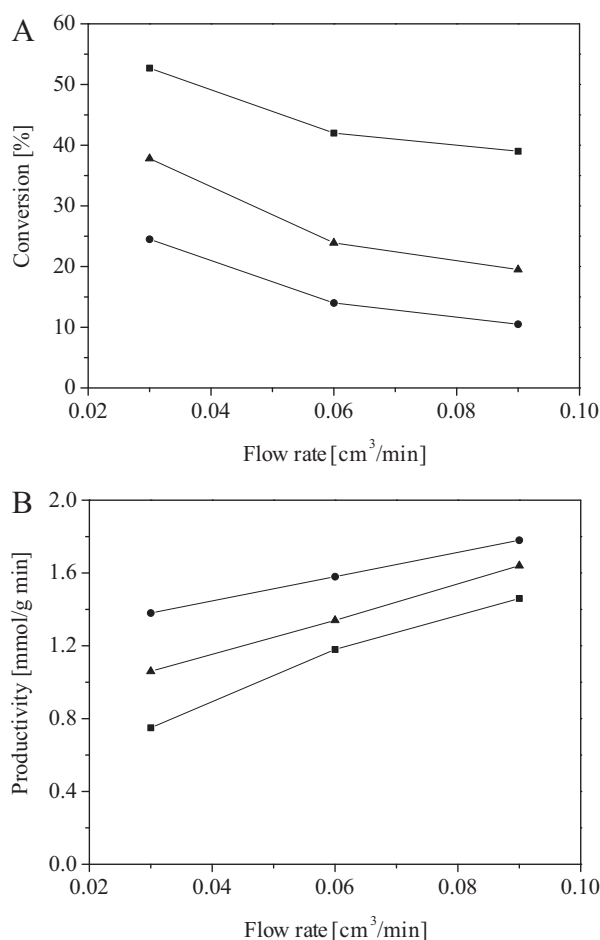 A
60
50
40
30
20
10
0
Conversion [%]
0.02 0.04 0.06 0.08 0.10
Flow rate [cm³/min]
B
2.0
1.6
1.2
0.8
0.4
0.0
Productivity [mmol/g min]
0.02 0.04 0.06 0.08 0.10
Flow rate [cm³/min]